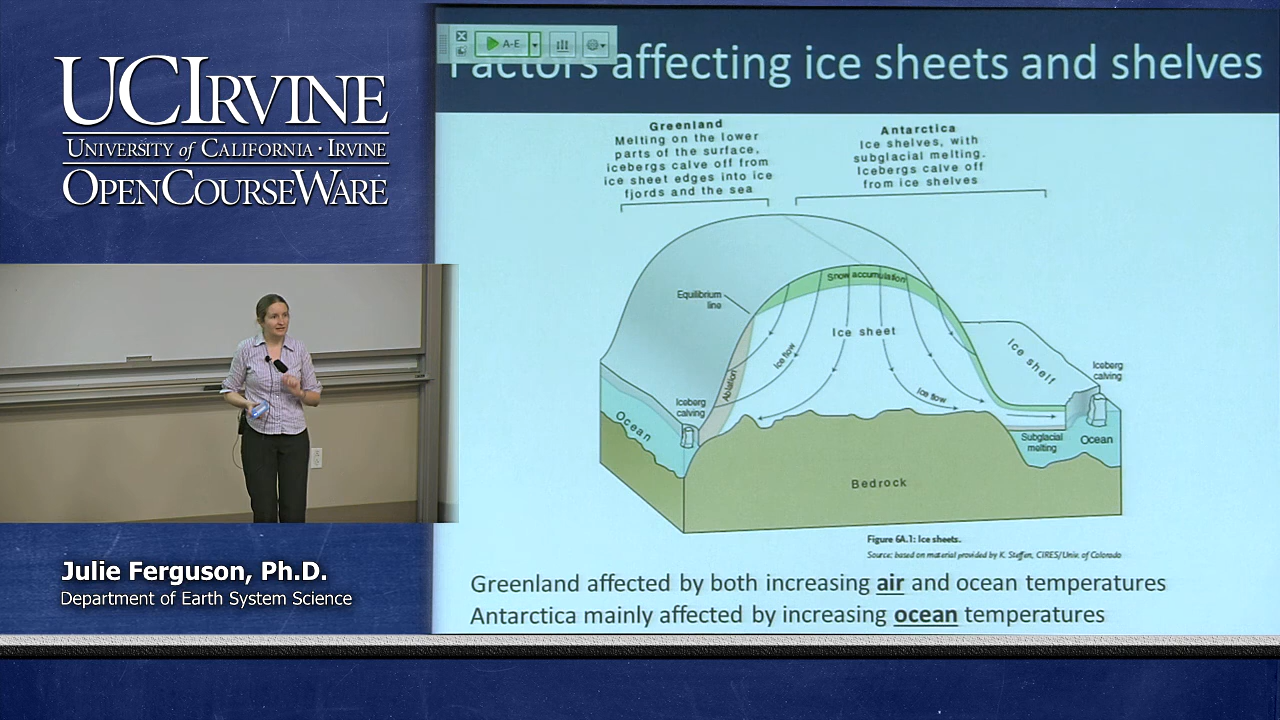 UCIRVINE
UNIVERSITY of CALIFORNIA · IRVINE
OPENCOURSEWARE
Julie Ferguson, Ph.D.
Department of Earth System Science
A-E
Factors affecting ice sheets and shelves
Greenland
Melting on the lower
parts of the surface,
icebergs calve off from
ice sheet edges into ice
fjords and the sea
Antarctica
Ice shelves, with
subglacial melting.
Icebergs calve off
from ice shelves
Snow accumulation
Equilibrium
line
Ice sheet
Ice flow
Ablation
Ice shelf
Iceberg
calving
Iceberg
calving
Ocean
Ice flow
Subglacial
melting
Ocean
Bedrock
Figure 6A.1: Ice sheets.
Source: based on material provided by K. Steffen, CIRES/Univ. of Colorado
Greenland affected by both increasing air and ocean temperatures
Antarctica mainly affected by increasing ocean temperatures